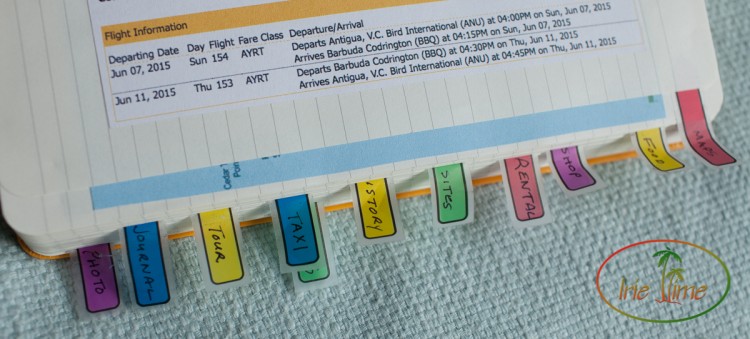 Flight Information
Departing Date Day Flight Fare Class Departure/Arrival
Jun 07, 2015 Sun 154 AYRT Departs Antigua, V.C. Bird International (ANU) at 04:00PM on Sun, Jun 07, 2015
Arrives Barbuda Codrington (BBQ) at 04:15PM on Sun, Jun 07, 2015
Jun 11, 2015 Thu 153 AYRT Departs Barbuda Codrington (BBQ) at 04:30PM on Thu, Jun 11, 2015
Arrives Antigua, V.C. Bird International (ANU) at 04:45PM on Thu, Jun 11, 2015
Cedar
PHOTO
JOURNAL
TOUR
TAXI
ISTORY
SITES
RENTAL
SHOP
FOOD
MAPS
Irie Time